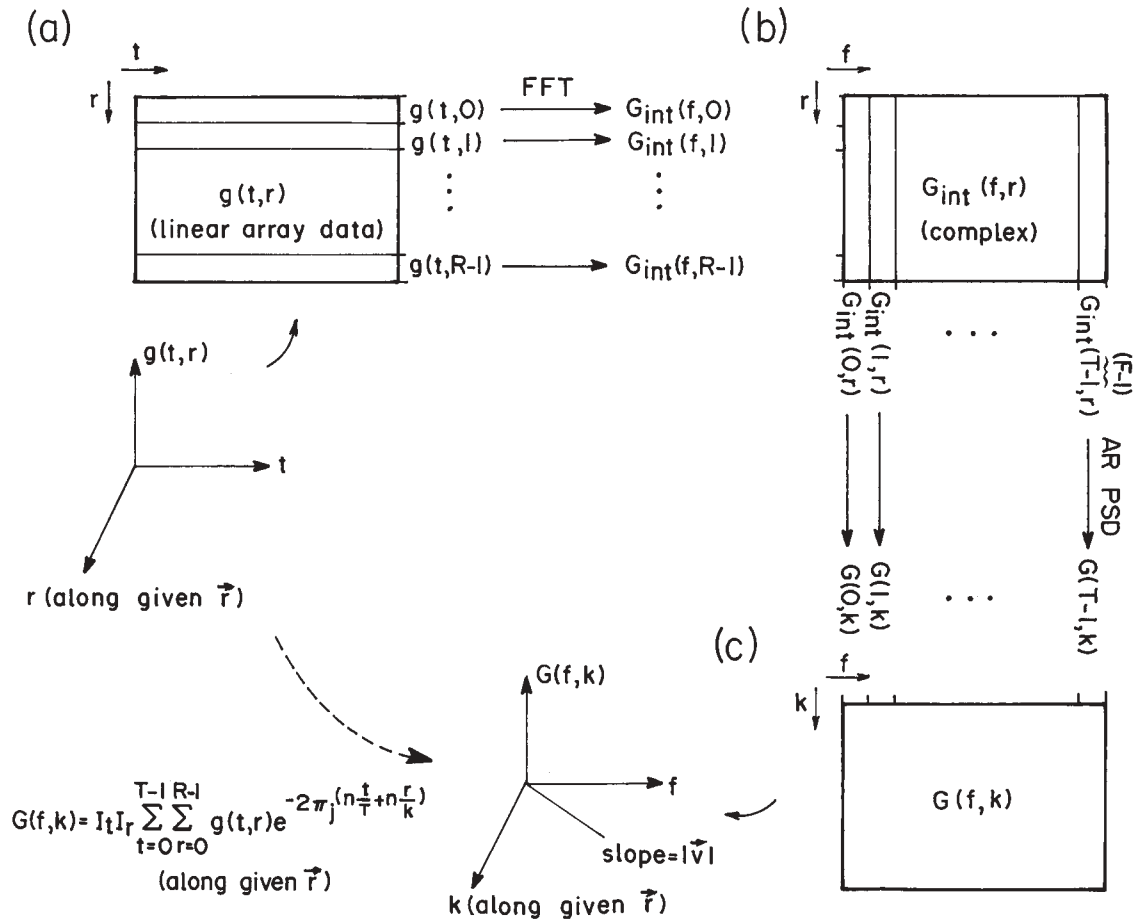 (a)
t
r
FFT
g(t,0) G_int(f,0)
g(t,1) G_int(f,1)
⋮ ⋮
g(t,r)
(linear array data)
g(t,R-1) G_int(f,R-1)
g(t,r)
t
r (along given r⃗)
(b)
f
r
G_int (f,r)
(complex)
G_int(0,r)
G_int(1,r)
...
G_int(T-1,r)
(F-1)
AR PSD
G(0,k)
G(1,k)
...
G(T-1,k)
(c)
f
k
G(f,k)
G(f,k)
f
slope=|v⃗|
k (along given r⃗)
G(f,k)= I_t I_r Σ_{t=0}^{T-1} Σ_{r=0}^{R-1} g(t,r) e^{-2πj(n t/T + n r/k)}
(along given r⃗)